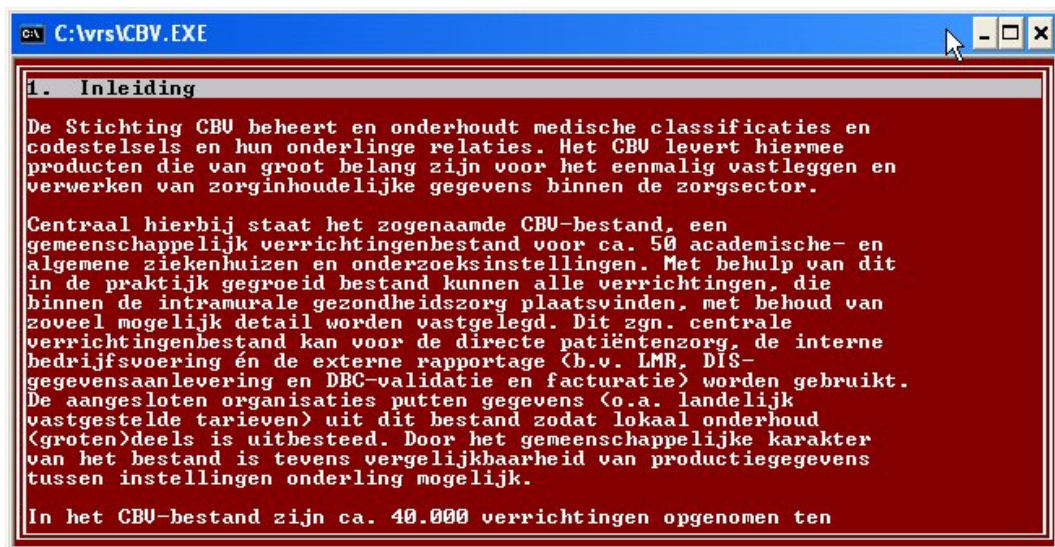 C:\vrs\CBV.EXE
1. Inleiding
De Stichting CBV beheert en onderhoudt medische classificaties en
codestelsels en hun onderlinge relaties. Het CBV levert hiermee
producten die van groot belang zijn voor het eenmalig vastleggen en
verwerken van zorginhoudelijke gegevens binnen de zorgsector.
Centraal hierbij staat het zogenaamde CBV-bestand, een
gemeenschappelijk verrichtingenbestand voor ca. 50 academische- en
algemene ziekenhuizen en onderzoeksinstellingen. Met behulp van dit
in de praktijk gegroeid bestand kunnen alle verrichtingen, die
binnen de intramurale gezondheidszorg plaatsvinden, met behoud van
zoveel mogelijk detail worden vastgelegd. Dit zgn. centrale
verrichtingenbestand kan voor de directe patiëntenzorg, de interne
bedrijfsvoering én de externe rapportage (b.v. LMR, DIS-
gegevensaanlevering en DBC-validatie en facturatie) worden gebruikt.
De aangesloten organisaties putten gegevens (o.a. landelijk
vastgestelde tarieven) uit dit bestand zodat lokaal onderhoud
(groten)deels is uitbesteed. Door het gemeenschappelijke karakter
van het bestand is tevens vergelijkbaarheid van productiegegevens
tussen instellingen onderling mogelijk.
In het CBV-bestand zijn ca. 40.000 verrichtingen opgenomen ten